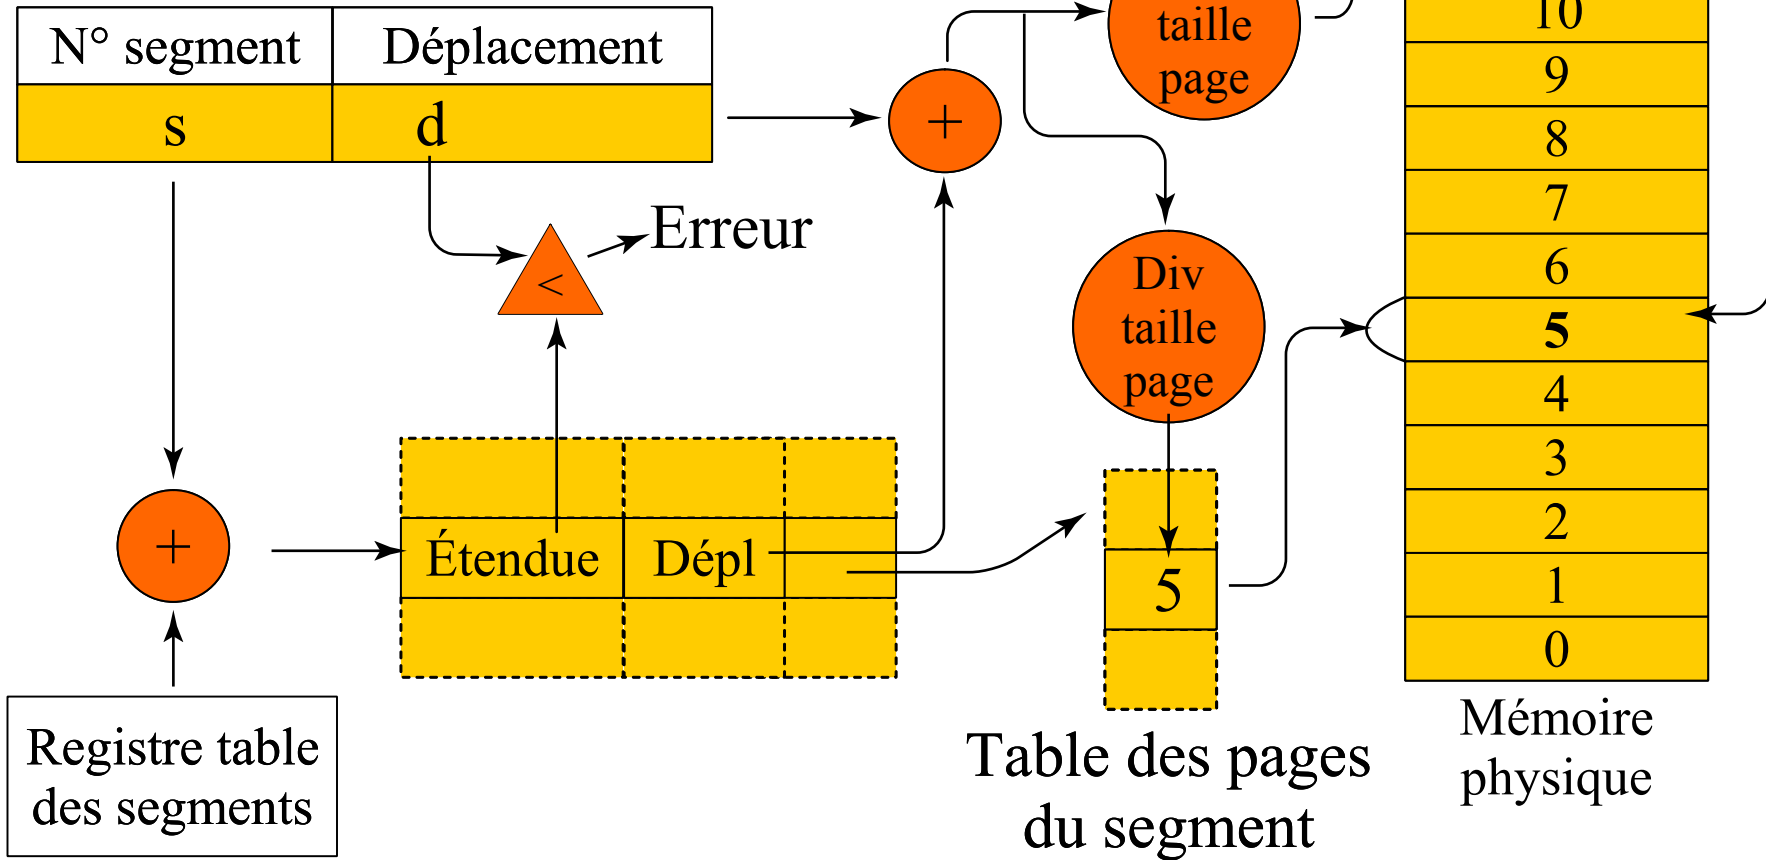 N° segment
Déplacement
s
d
+
taille
page
Erreur
<
Div
taille
page
+
Étendue
Dépl
5
Registre table
des segments
Table des pages
du segment
10
9
8
7
6
5
4
3
2
1
0
Mémoire
physique